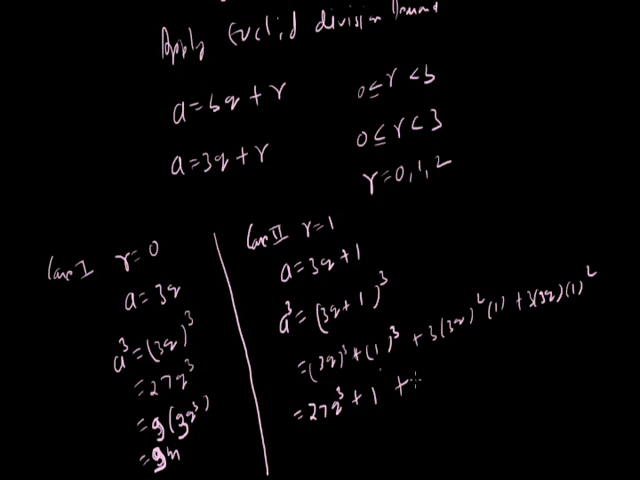 Apply Euclid division lemma
a = bq + r 0 ≤ r < b
a = 3q + r 0 ≤ r < 3
r = 0, 1, 2
Case I r = 0
a = 3q
a³ = (3q)³
= 27q³
= 9(3q³)
= 9m
Case II r = 1
a = 3q + 1
a³ = (3q + 1)³
= (3q)³ + (1)³ + 3(3q)²(1) + 3(3q)(1)²
= 27q³ + 1 +